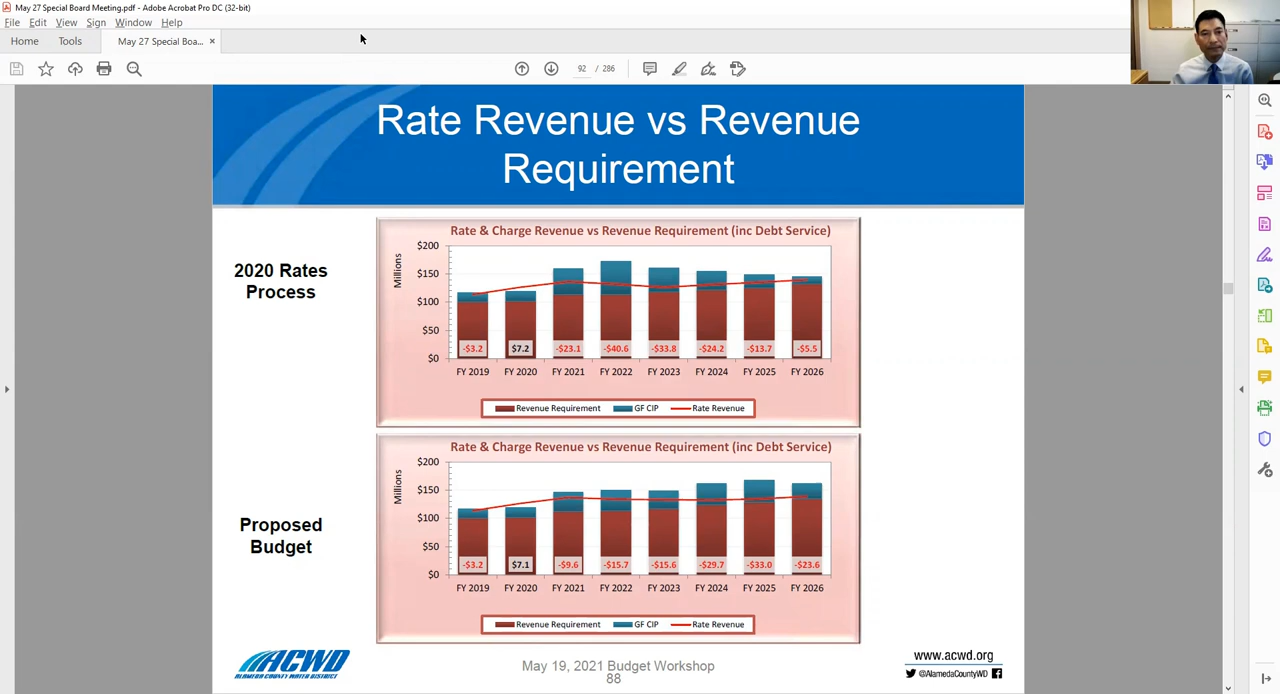 May 27 Special Board Meeting.pdf - Adobe Acrobat Pro DC (32-bit)
File Edit View Sign Window Help
Home Tools May 27 Special Boa... ×
92 / 286
Rate Revenue vs Revenue
Requirement
2020 Rates
Process
Rate & Charge Revenue vs Revenue Requirement (inc Debt Service)
Millions
$200
$150
$100
$50
$0
-$3.2 $7.2 -$23.1 -$40.6 -$33.8 -$24.2 -$13.7 -$5.5
FY 2019 FY 2020 FY 2021 FY 2022 FY 2023 FY 2024 FY 2025 FY 2026
Revenue Requirement GF CIP Rate Revenue
Proposed
Budget
Rate & Charge Revenue vs Revenue Requirement (inc Debt Service)
Millions
$200
$150
$100
$50
$0
-$3.2 $7.1 -$9.6 -$15.7 -$15.6 -$29.7 -$33.0 -$23.6
FY 2019 FY 2020 FY 2021 FY 2022 FY 2023 FY 2024 FY 2025 FY 2026
Revenue Requirement GF CIP Rate Revenue
ACWD
ALAMEDA COUNTY WATER DISTRICT
May 19, 2021 Budget Workshop
88
www.acwd.org
@AlamedaCountyWD